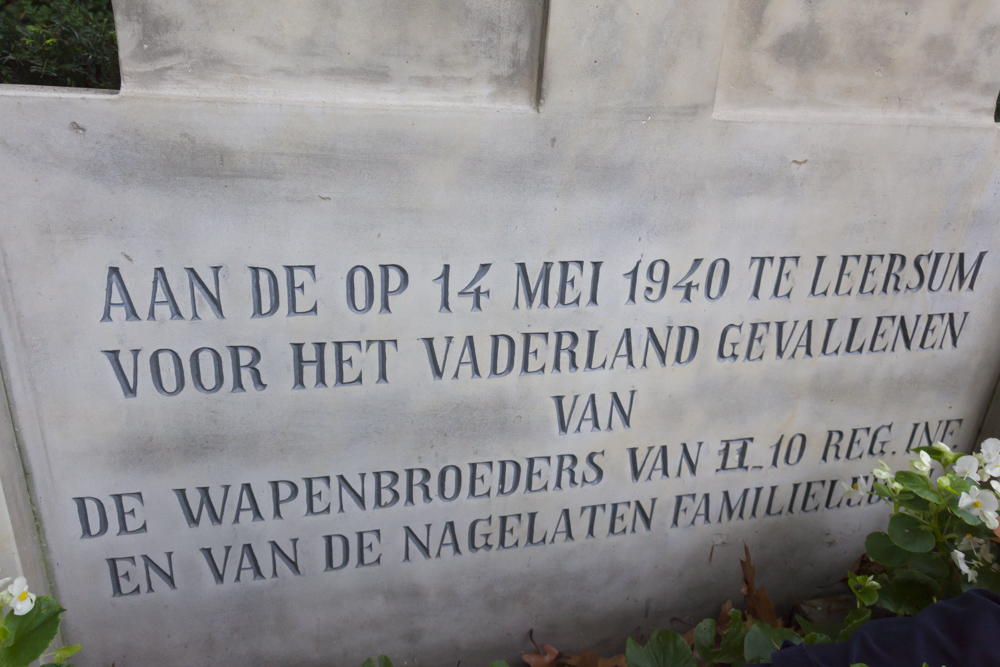 AAN DE OP 14 MEI 1940 TE LEERSUM
VOOR HET VADERLAND GEVALLENEN
VAN
DE WAPENBROEDERS VAN II-10 REG. INF.
EN VAN DE NAGELATEN FAMILIELEDEN